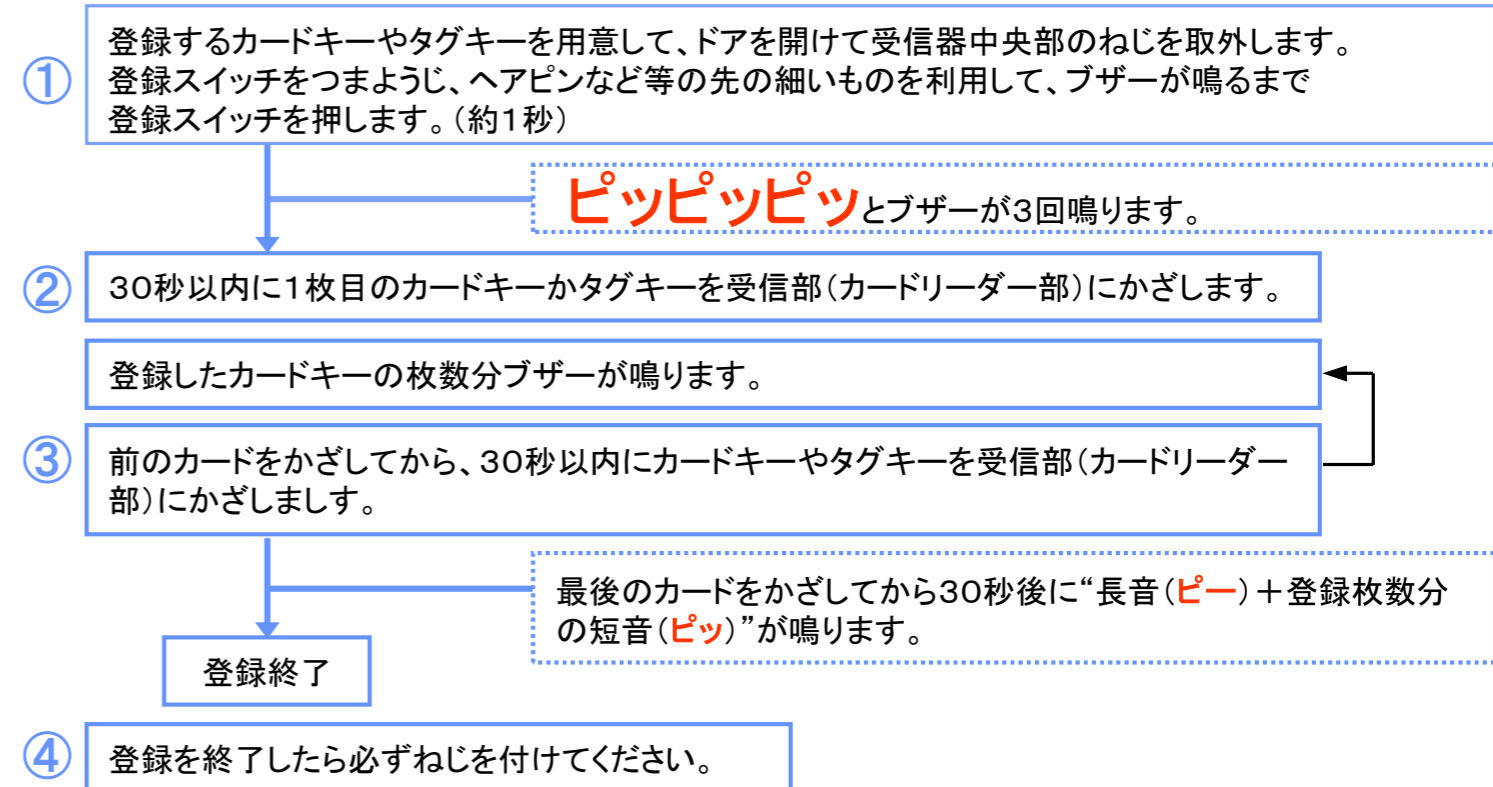 ①
登録するカードキーやタグキーを用意して、ドアを開けて受信器中央部のねじを取外します。
登録スイッチをつまようじ、ヘアピンなど等の先の細いものを利用して、ブザーが鳴るまで
登録スイッチを押します。（約１秒）
ピッピッピッとブザーが３回鳴ります。
②
３０秒以内に１枚目のカードキーかタグキーを受信部（カードリーダー部）にかざします。
登録したカードキーの枚数分ブザーが鳴ります。
③
前のカードをかざしてから、３０秒以内にカードキーやタグキーを受信部（カードリーダー
部）にかざしましす。
最後のカードをかざしてから３０秒後に“長音（ピー）＋登録枚数分
の短音（ピッ）”が鳴ります。
登録終了
④
登録を終了したら必ずねじを付けてください。